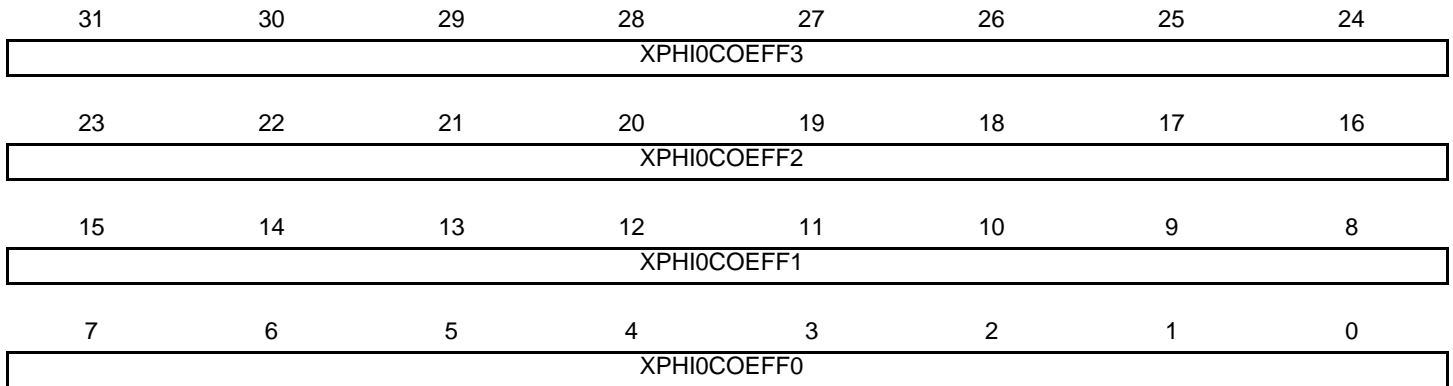 31 30 29 28 27 26 25 24
XPHI0COEFF3
23 22 21 20 19 18 17 16
XPHI0COEFF2
15 14 13 12 11 10 9 8
XPHI0COEFF1
7 6 5 4 3 2 1 0
XPHI0COEFF0